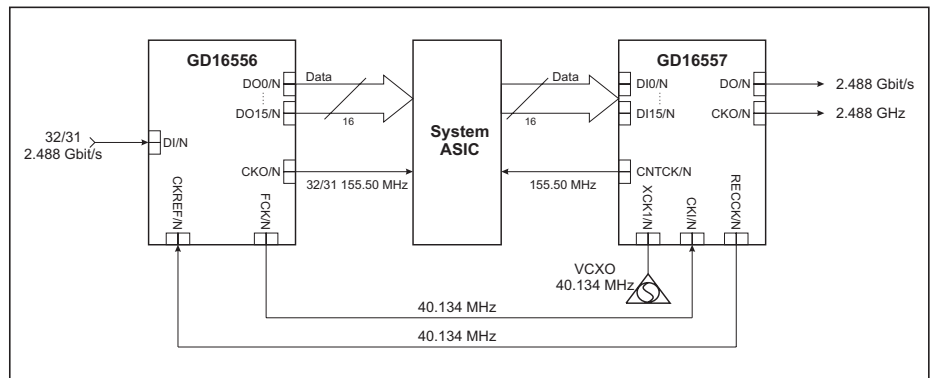 GD16556
GD16557
DO0/N
Data
Data
DI0/N
DO/N
2.488 Gbit/s
DO15/N
16
16
DI15/N
CKO/N
2.488 GHz
System
ASIC
32/31
2.488 Gbit/s
DI/N
CKO/N
32/31 155.50 MHz
155.50 MHz
CNTCK/N
CKREF/N
FCK/N
XCK1/N
CKI/N
RECCK/N
VCXO
40.134 MHz
40.134 MHz
40.134 MHz